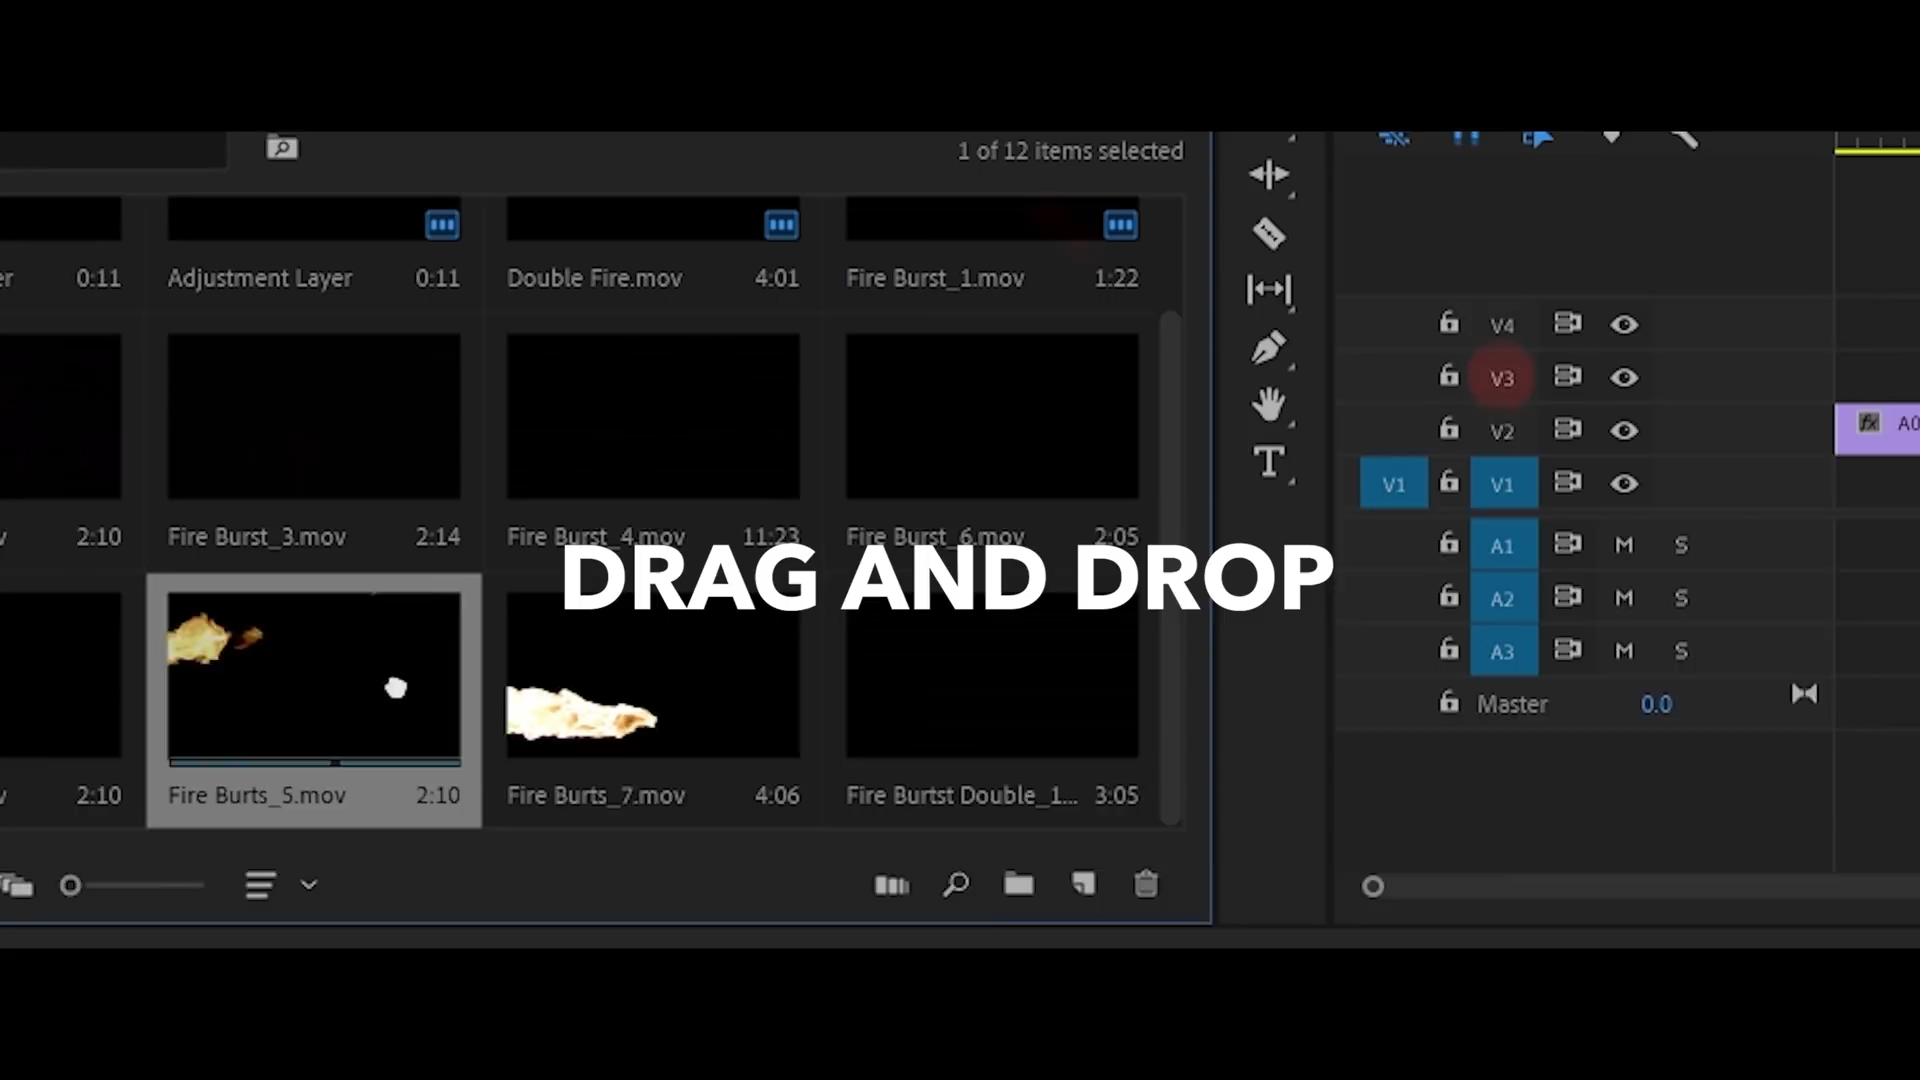 1 of 12 items selected
er 0:11
Adjustment Layer 0:11
Double Fire.mov 4:01
Fire Burst_1.mov 1:22
v 2:10
Fire Burst_3.mov 2:14
Fire Burst_4.mov 11:23
Fire Burst_6.mov 2:05
DRAG AND DROP
v 2:10
Fire Burts_5.mov 2:10
Fire Burts_7.mov 4:06
Fire Burtst Double_1... 3:05
V4
V3
V2
fx A0
V1 V1
A1 M S
A2 M S
A3 M S
Master 0.0